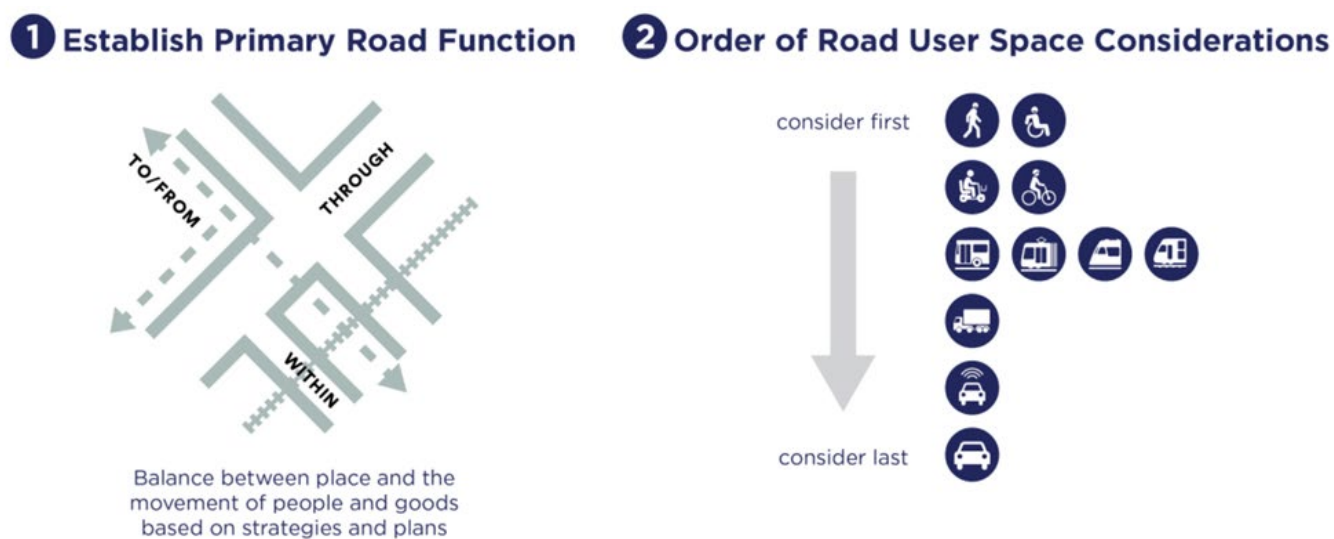 1 Establish Primary Road Function
TO/FROM
THROUGH
WITHIN
Balance between place and the
movement of people and goods
based on strategies and plans
2 Order of Road User Space Considerations
consider first
consider last